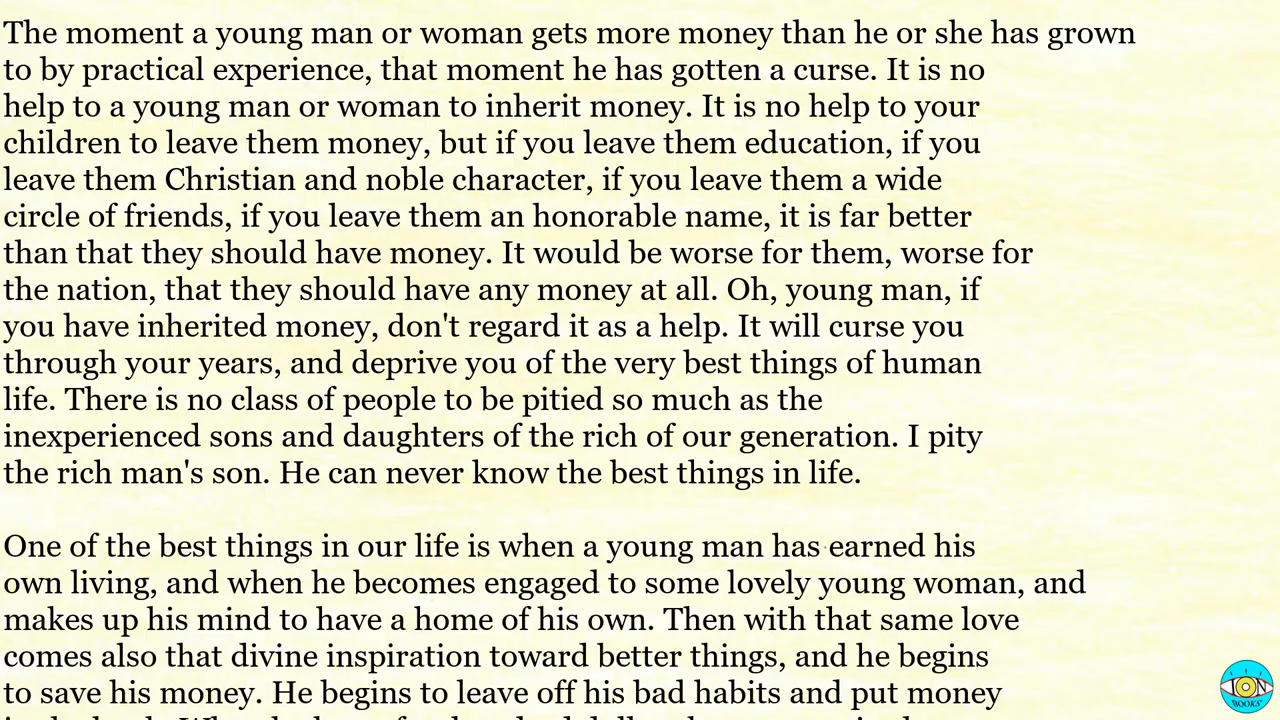 The moment a young man or woman gets more money than he or she has grown
to by practical experience, that moment he has gotten a curse. It is no
help to a young man or woman to inherit money. It is no help to your
children to leave them money, but if you leave them education, if you
leave them Christian and noble character, if you leave them a wide
circle of friends, if you leave them an honorable name, it is far better
than that they should have money. It would be worse for them, worse for
the nation, that they should have any money at all. Oh, young man, if
you have inherited money, don't regard it as a help. It will curse you
through your years, and deprive you of the very best things of human
life. There is no class of people to be pitied so much as the
inexperienced sons and daughters of the rich of our generation. I pity
the rich man's son. He can never know the best things in life.

One of the best things in our life is when a young man has earned his
own living, and when he becomes engaged to some lovely young woman, and
makes up his mind to have a home of his own. Then with that same love
comes also that divine inspiration toward better things, and he begins
to save his money. He begins to leave off his bad habits and put money
ION
BOOKS